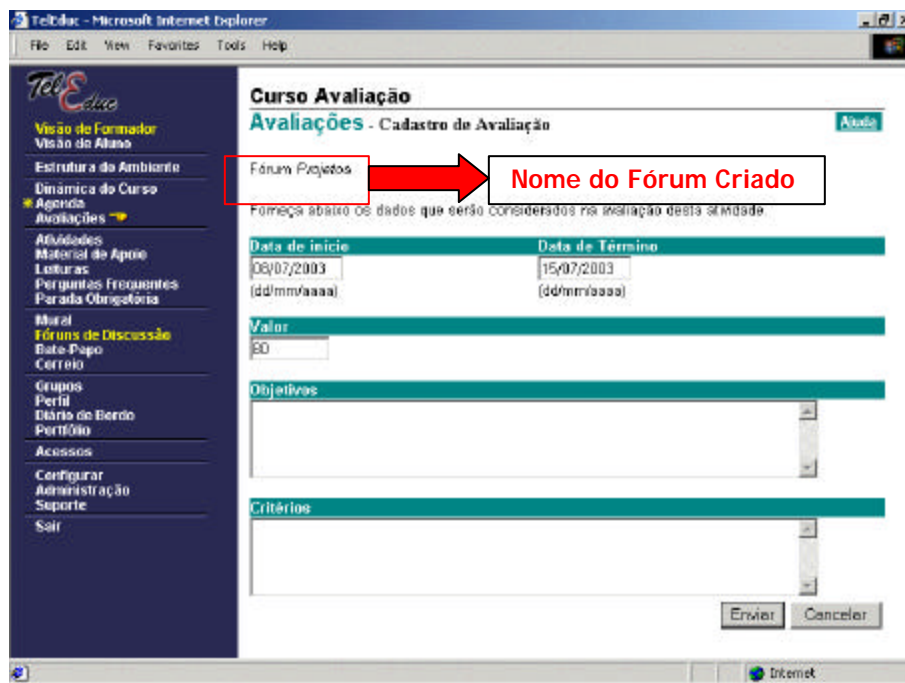 TelEduc - Microsoft Internet Explorer
File Edit View Favorites Tools Help
TelEduc
Visão de Formador
Visão de Aluno
Estrutura do Ambiente
Dinâmica do Curso
Agenda
Avaliações
Atividades
Material de Apoio
Leituras
Perguntas Frequentes
Parada Obrigatória
Mural
Fóruns de Discussão
Bate-Papo
Correio
Grupos
Perfil
Diário de Bordo
Portfólio
Acessos
Configurar
Administração
Suporte
Sair
Curso Avaliação
Avaliações - Cadastro de Avaliação
Ajuda
Fórum Projetos
Nome do Fórum Criado
Forneça abaixo os dados que serão considerados na avaliação desta atividade.
Data de início Data de Término
08/07/2003 15/07/2003
(dd/mm/aaaa) (dd/mm/aaaa)
Valor
Objetivos
Critérios
Enviar Cancelar
Internet